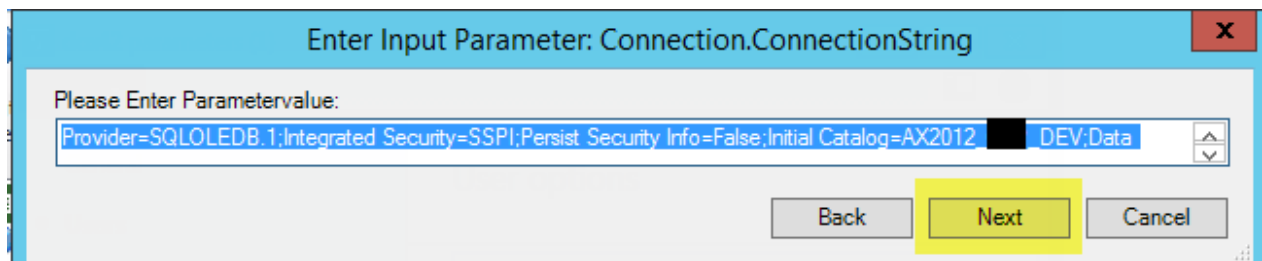 Enter Input Parameter: Connection.ConnectionString
x
Please Enter Parametervalue:
Provider=SQLOLEDB.1;Integrated Security=SSPI;Persist Security Info=False;Initial Catalog=AX2012_ _DEV;Data
Back Next Cancel